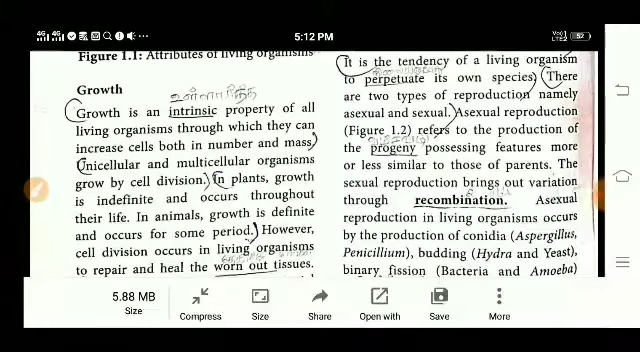 5:12 PM
52
Figure 1.1: Attributes of living organisms
Growth
Growth is an intrinsic property of all
living organisms through which they can
increase cells both in number and mass
Unicellular and multicellular organisms
grow by cell division. In plants, growth
is indefinite and occurs throughout
their life. In animals, growth is definite
and occurs for some period. However,
cell division occurs in living organisms
to repair and heal the worn out tissues.
It is the tendency of a living organism
to perpetuate its own species. There
are two types of reproduction namely
asexual and sexual. Asexual reproduction
(Figure 1.2) refers to the production of
the progeny possessing features more
or less similar to those of parents. The
sexual reproduction brings out variation
through recombination. Asexual
reproduction in living organisms occurs
by the production of conidia (Aspergillus,
Penicillium), budding (Hydra and Yeast),
binary fission (Bacteria and Amoeba)
5.88 MB
Size
Compress
Size
Share
Open with
Save
More